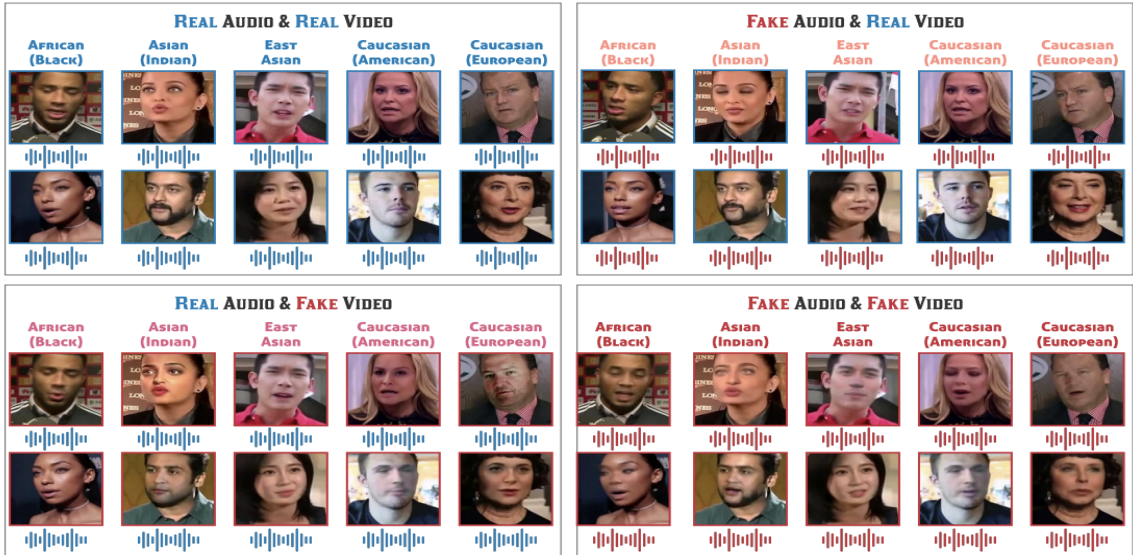 REAL AUDIO & REAL VIDEO
AFRICAN (BLACK)
ASIAN (INDIAN)
EAST ASIAN
CAUCASIAN (AMERICAN)
CAUCASIAN (EUROPEAN)
FAKE AUDIO & REAL VIDEO
AFRICAN (BLACK)
ASIAN (INDIAN)
EAST ASIAN
CAUCASIAN (AMERICAN)
CAUCASIAN (EUROPEAN)
REAL AUDIO & FAKE VIDEO
AFRICAN (BLACK)
ASIAN (INDIAN)
EAST ASIAN
CAUCASIAN (AMERICAN)
CAUCASIAN (EUROPEAN)
FAKE AUDIO & FAKE VIDEO
AFRICAN (BLACK)
ASIAN (INDIAN)
EAST ASIAN
CAUCASIAN (AMERICAN)
CAUCASIAN (EUROPEAN)